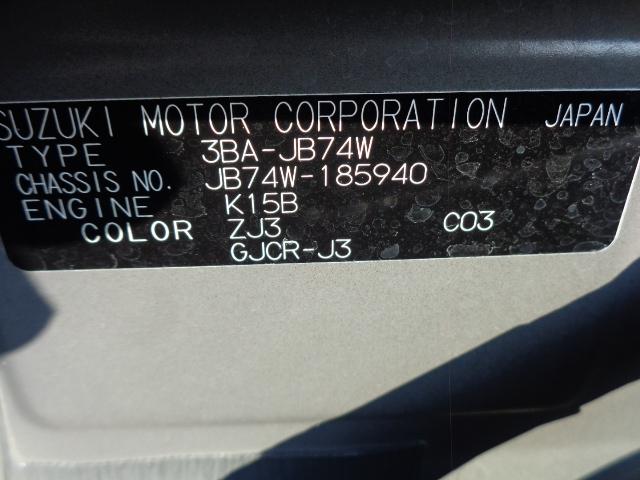 SUZUKI MOTOR CORPORATION JAPAN
TYPE 3BA-JB74W
CHASSIS NO. JB74W-185940
ENGINE K15B
COLOR ZJ3 C03
GJCR-J3